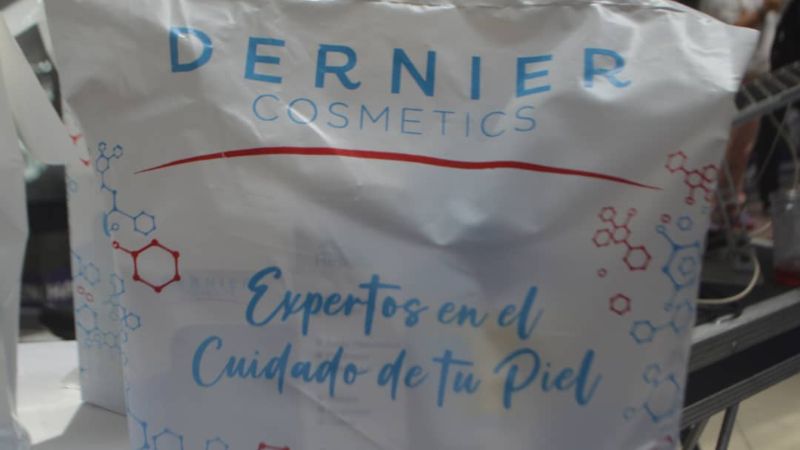 DERNIER
COSMETICS
Expertos en el
Cuidado de tu Piel